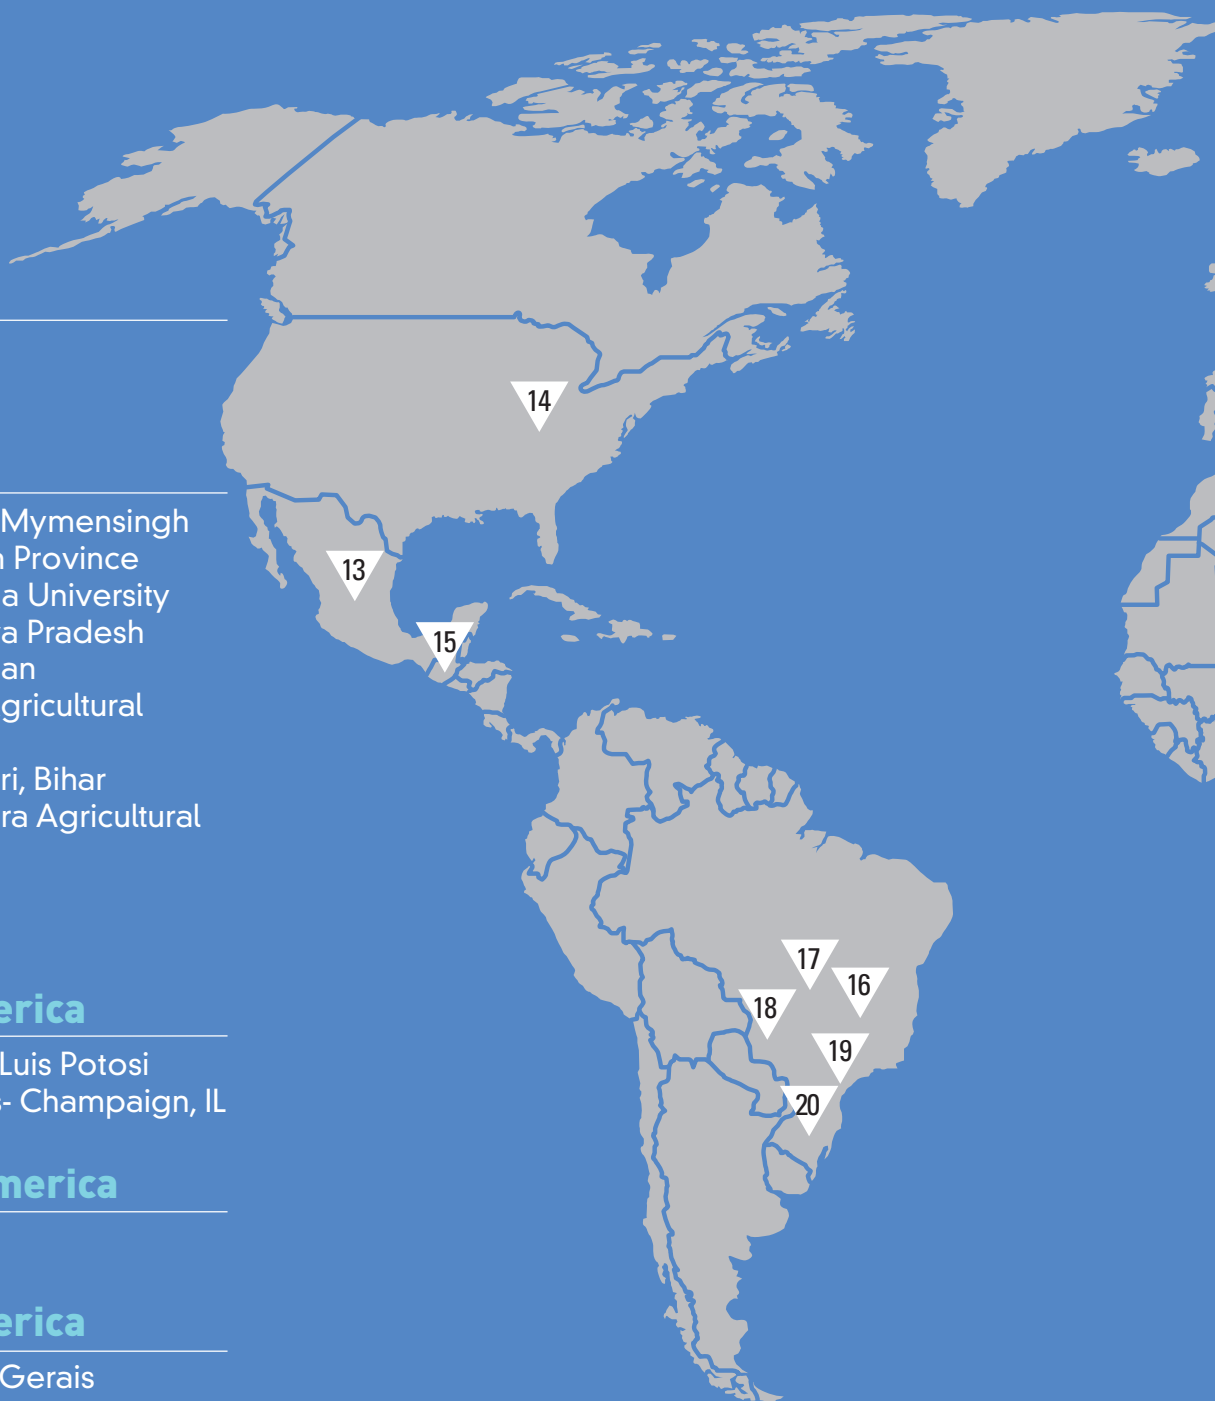 Mymensingh
n Province
a University
a Pradesh
an
gricultural
ri, Bihar
ra Agricultural
erica
Luis Potosi
s- Champaign, IL
merica
erica
Gerais
14
13
15
17
16
18
19
20